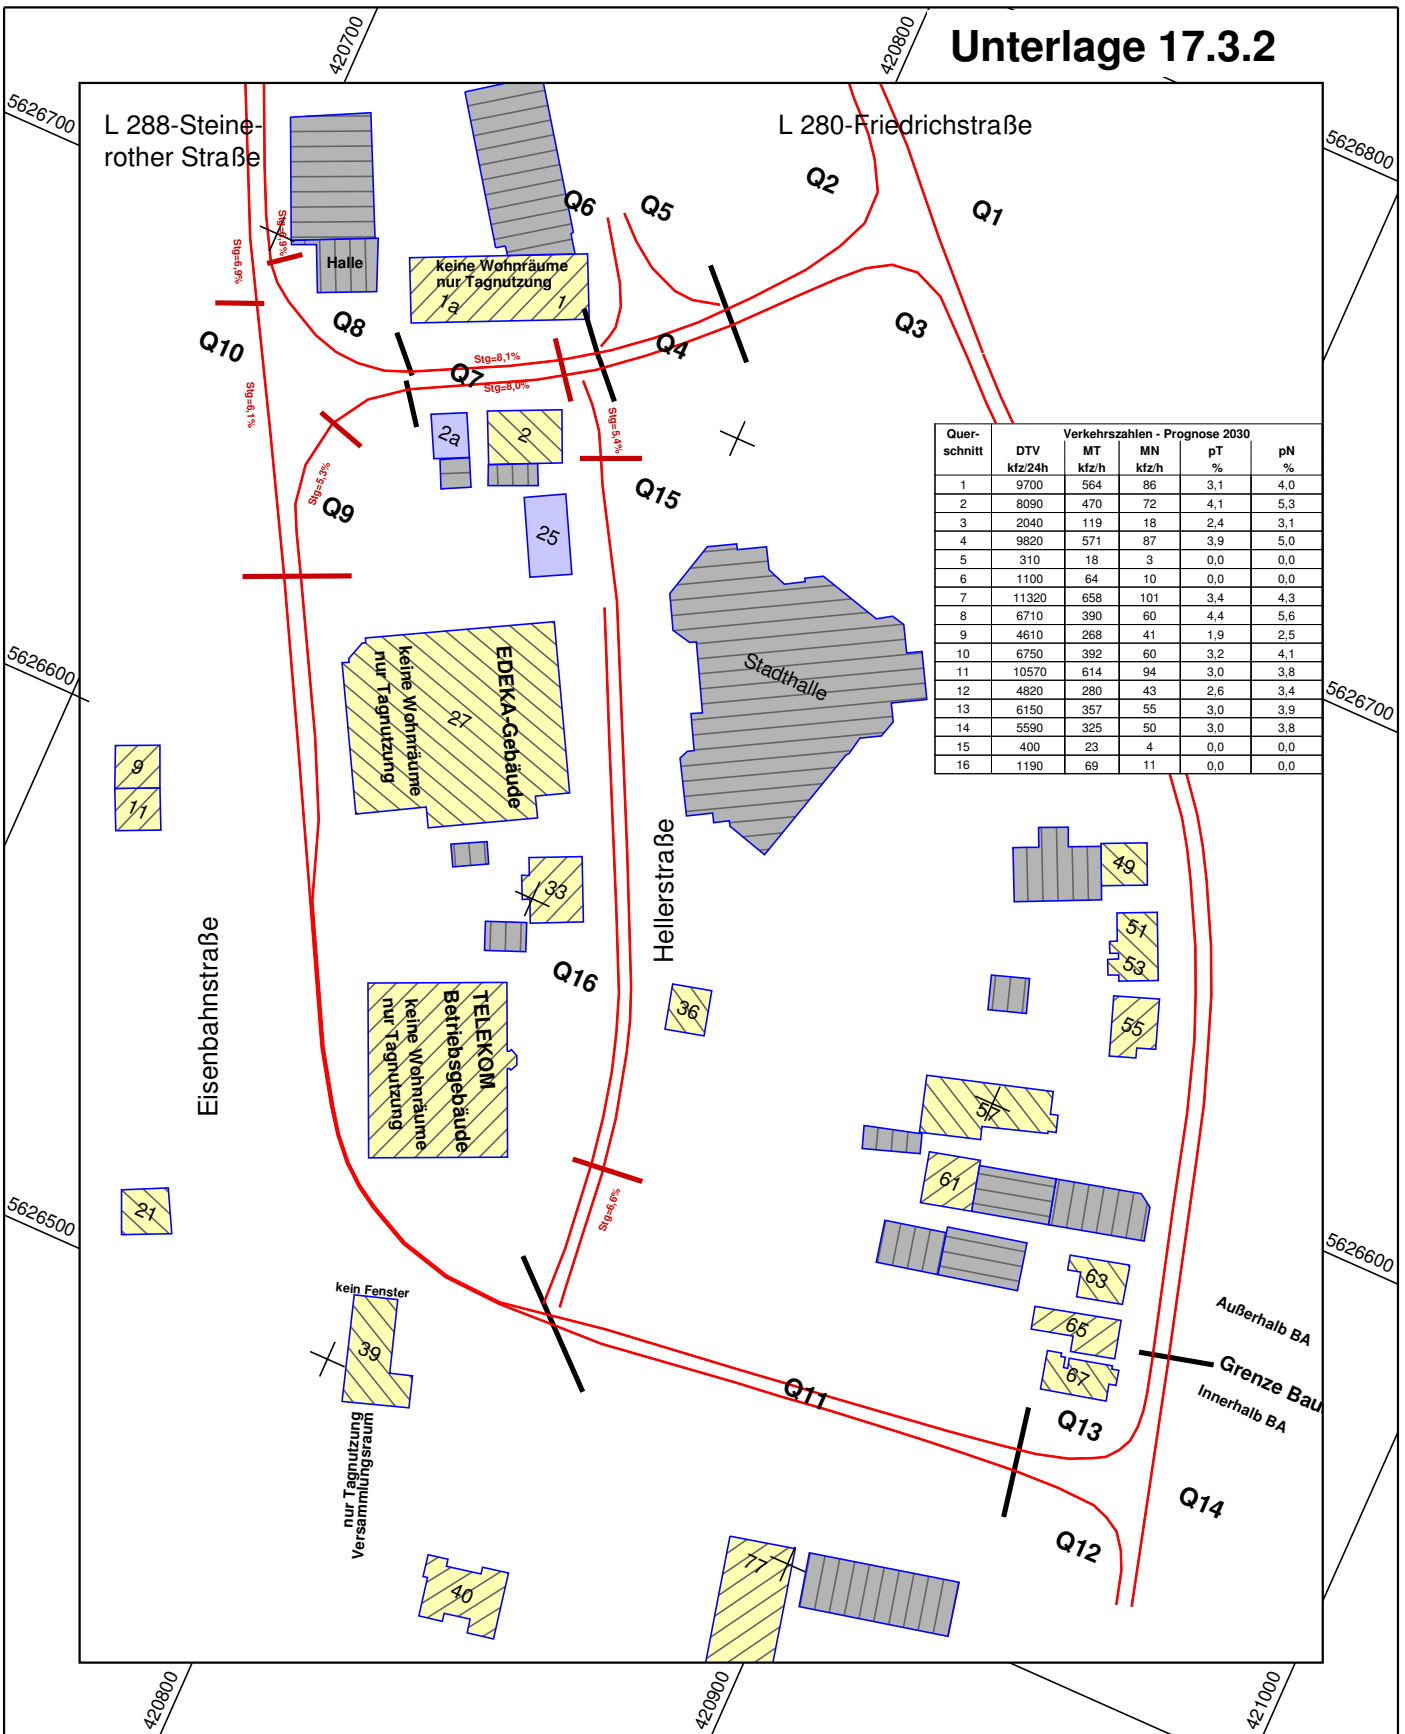 Unterlage 17.3.2
420700
420800
5626700
5626800
L 288-Steine-
rother Straße
L 280-Friedrichstraße
Q2
Q1
Q6
Q5
Stg=6,9%
Stg=6,9%
Halle
keine Wohnräume
nur Tagnutzung
1a
1
Q8
Q10
Q3
Q4
Stg=8,1%
Q7
Stg=8,0%
Stg=6,1%
Stg=5,4%
2a
2
Stg=5,3%
Q9
Q15
25
Quer- Verkehrszahlen - Prognose 2030
schnitt DTV MT MN pT pN
kfz/24h kfz/h kfz/h % %
1 9700 564 86 3,1 4,0
2 8090 470 72 4,1 5,3
3 2040 119 18 2,4 3,1
4 9820 571 87 3,9 5,0
5 310 18 3 0,0 0,0
6 1100 64 10 0,0 0,0
7 11320 658 101 3,4 4,3
8 6710 390 60 4,4 5,6
9 4610 268 41 1,9 2,5
10 6750 392 60 3,2 4,1
11 10570 614 94 3,0 3,8
12 4820 280 43 2,6 3,4
13 6150 357 55 3,0 3,9
14 5590 325 50 3,0 3,8
15 400 23 4 0,0 0,0
16 1190 69 11 0,0 0,0
5626600
5626700
Stadthalle
EDEKA-Gebäude
27
keine Wohnräume
nur Tagnutzung
9
11
Hellerstraße
33
49
51
53
55
Eisenbahnstraße
Q16
36
TELEKOM
Betriebsgebäude
keine Wohnräume
nur Tagnutzung
57
61
21
5626500
Stg=6,6%
5626600
63
kein Fenster
39
65
67
Außerhalb BA
Grenze Bau
Innerhalb BA
Q11
Q13
nur Tagnutzung
Versammlungsraum
Q14
Q12
77
40
420800
420900
421000